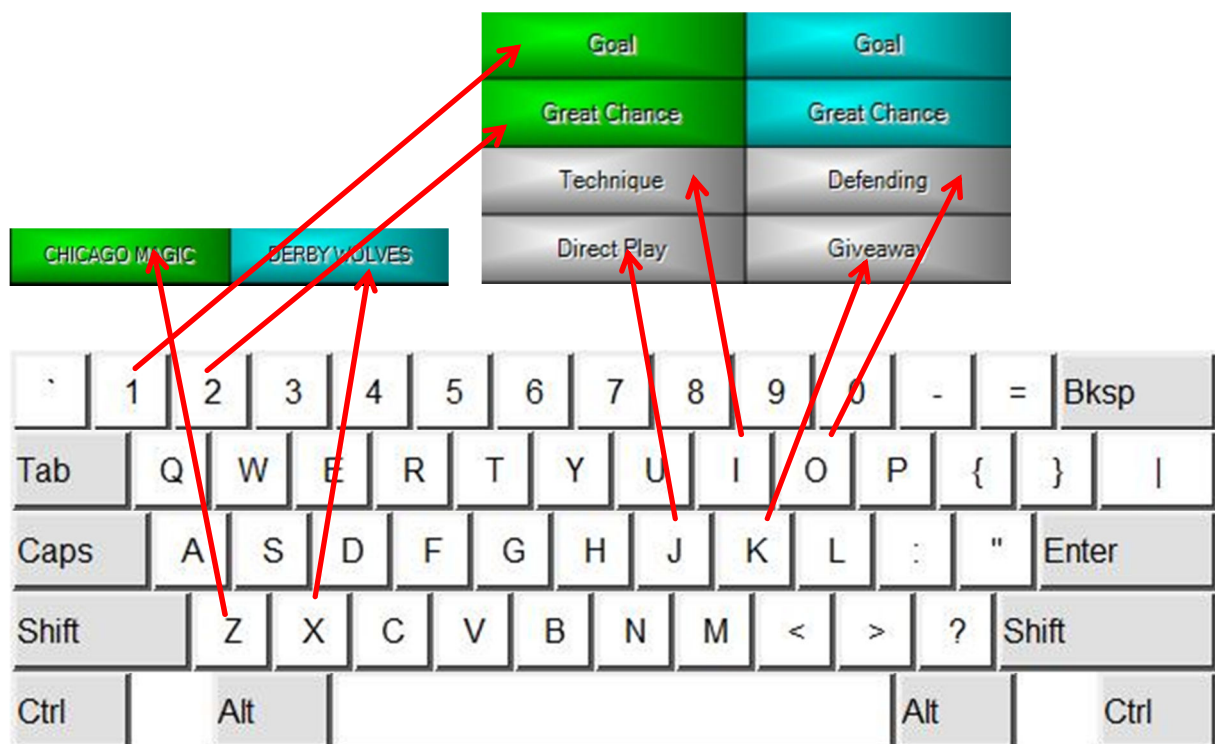 Goal Goal
Great Chance Great Chance
Technique Defending
Direct Play Giveaway
CHICAGO MAGIC DERBY WOLVES
` 1 2 3 4 5 6 7 8 9 0 - = Bksp
Tab Q W E R T Y U I O P { } |
Caps A S D F G H J K L : " Enter
Shift Z X C V B N M < > ? Shift
Ctrl Alt Alt Ctrl